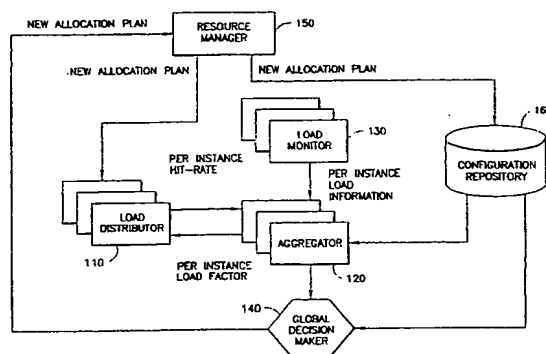 NEW ALLOCATION PLAN
RESOURCE
MANAGER
150
NEW ALLOCATION PLAN
NEW ALLOCATION PLAN
16
LOAD
MONITOR
130
CONFIGURATION
REPOSITORY
PER INSTANCE
HIT-RATE
PER INSTANCE
LOAD
INFORMATION
LOAD
DISTRIBUTOR
110
AGGREGATOR
120
PER INSTANCE
LOAD FACTOR
140
GLOBAL
DECISION
MAKER